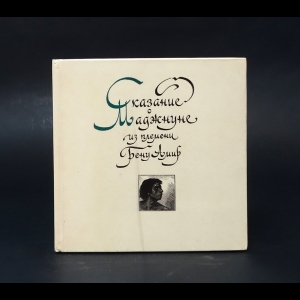 Сказание
о Маджнуне
из племени
Бену Амир